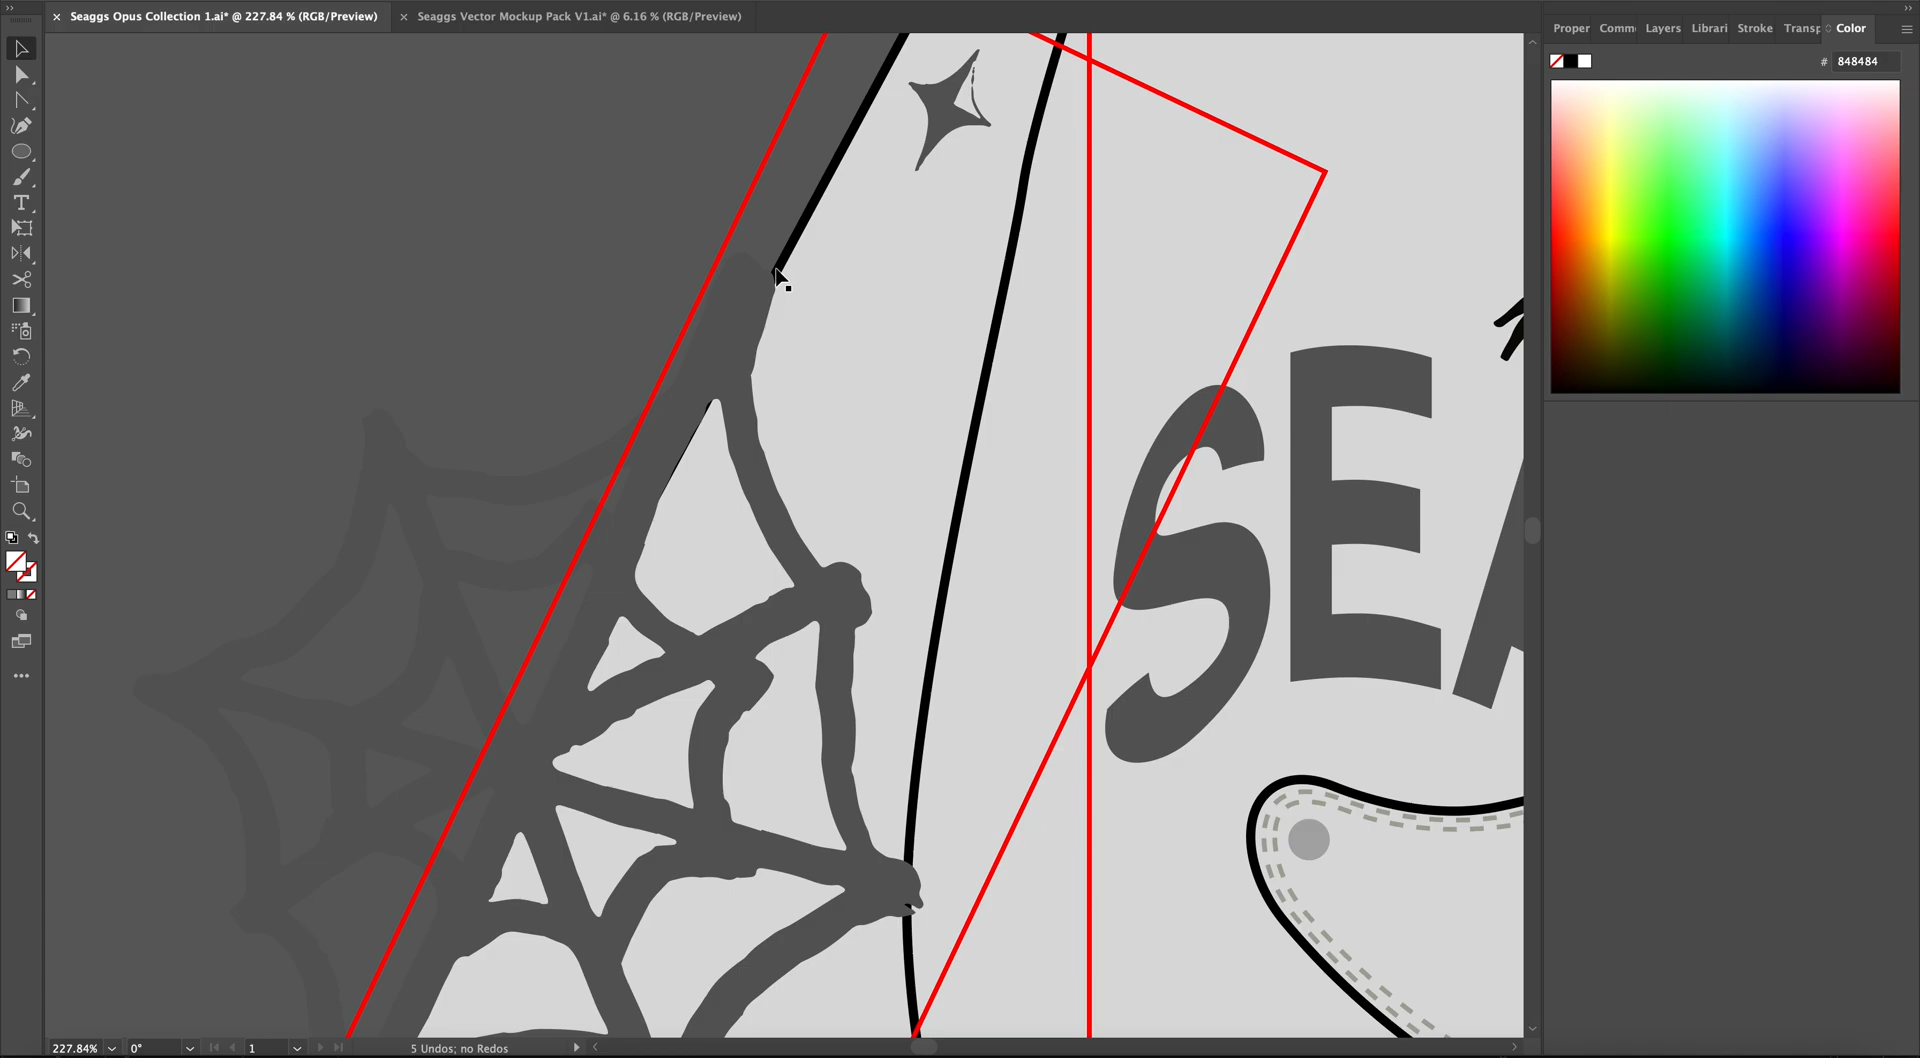 Seaggs Opus Collection 1.ai* @ 227.84 % (RGB/Preview)
Seaggs Vector Mockup Pack V1.ai* @ 6.16 % (RGB/Preview)
Proper
Comm
Layers
Librari
Stroke
Transp
Color
# 848484
SEA
227.84%
0°
1
5 Undos; no Redos